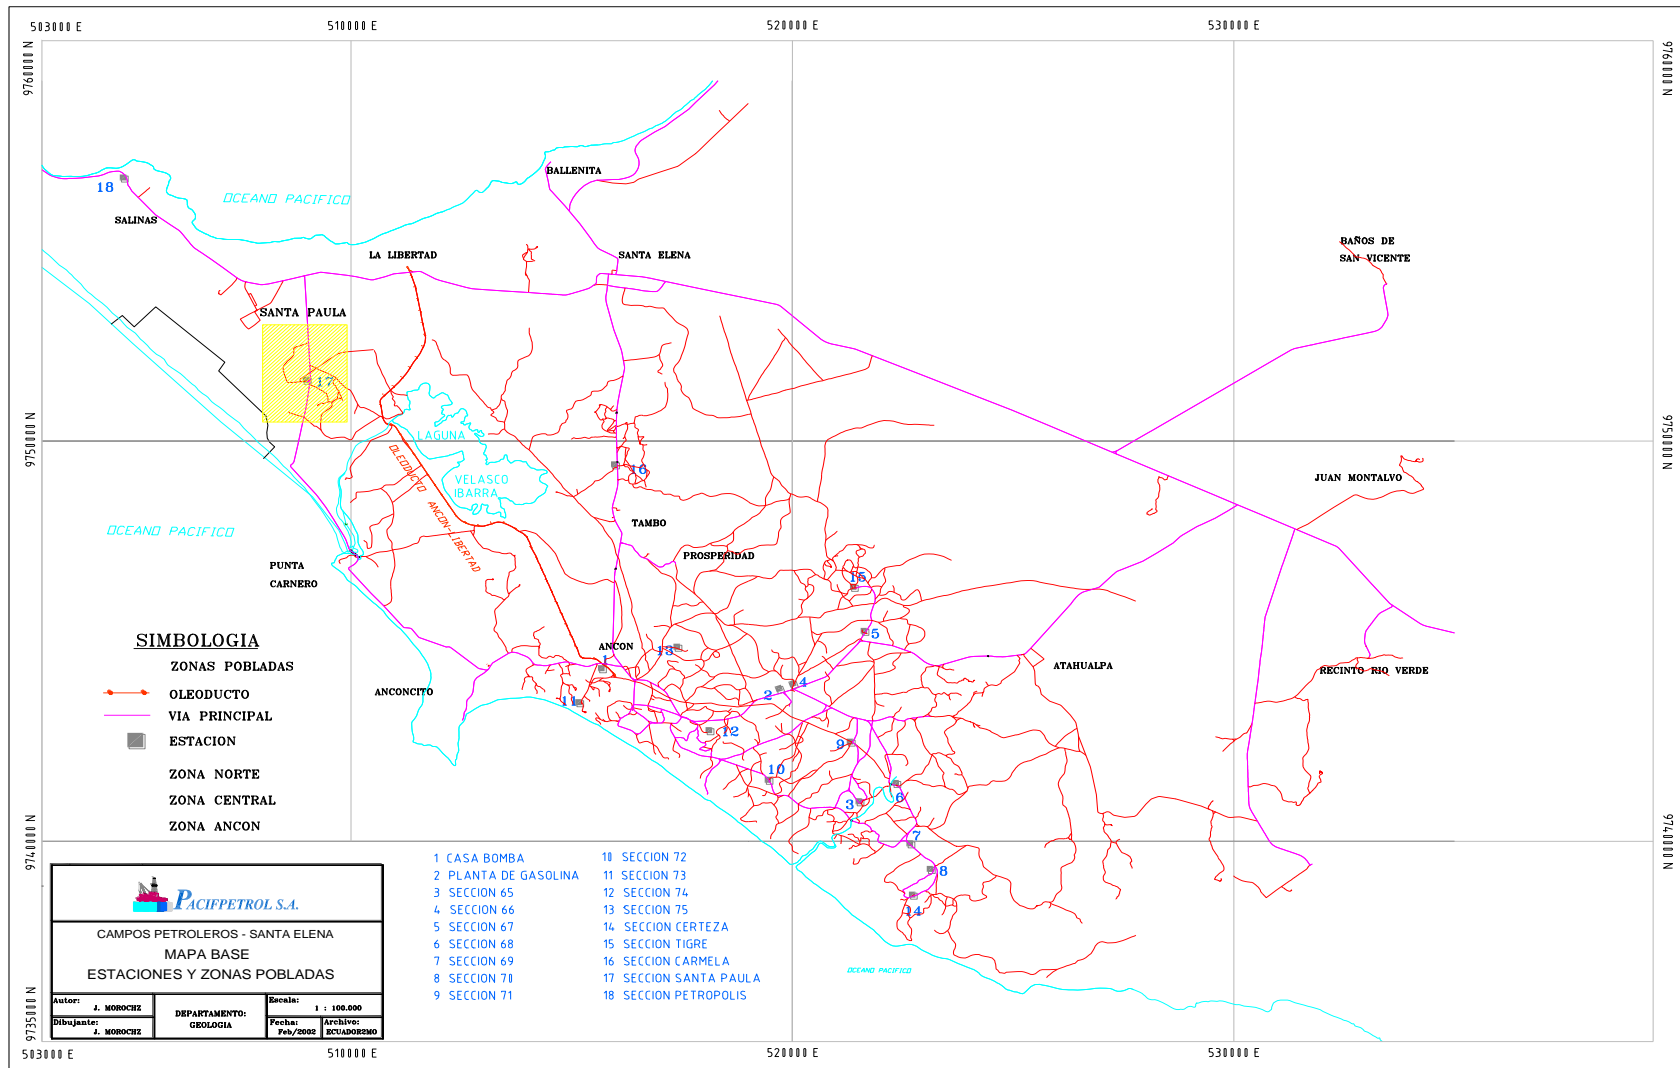 503000 E
510000 E
520000 E
530000 E
9760000 N
9760000 N
BALLENITA
18
OCEANO PACIFICO
SALINAS
BAÑOS DE
SAN VICENTE
LA LIBERTAD
SANTA ELENA
SANTA PAULA
17
9750000 N
9750000 N
LAGUNA
VELASCO
IBARRA
OLEODUCTO ANCON-LIBERTAD
16
JUAN MONTALVO
OCEANO PACIFICO
TAMBO
PROSPERIDAD
PUNTA
CARNERO
15
5
ANCON
1
13
ATAHUALPA
RECINTO RIO VERDE
ANCONCITO
11
2
4
12
9
10
3
6
7
8
14
SIMBOLOGIA
ZONAS POBLADAS
OLEODUCTO
VIA PRINCIPAL
ESTACION
ZONA NORTE
ZONA CENTRAL
ZONA ANCON
9740000 N
9740000 N
1 CASA BOMBA
2 PLANTA DE GASOLINA
3 SECCION 65
4 SECCION 66
5 SECCION 67
6 SECCION 68
7 SECCION 69
8 SECCION 70
9 SECCION 71
10 SECCION 72
11 SECCION 73
12 SECCION 74
13 SECCION 75
14 SECCION CERTEZA
15 SECCION TIGRE
16 SECCION CARMELA
17 SECCION SANTA PAULA
18 SECCION PETROPOLIS
OCEANO PACIFICO
PACIFPETROL S.A.
CAMPOS PETROLEROS - SANTA ELENA
MAPA BASE
ESTACIONES Y ZONAS POBLADAS
Autor:
J. MOROCHZ
Dibujante:
J. MOROCHZ
DEPARTAMENTO:
GEOLOGIA
Escala:
1 : 100.000
Fecha:
Feb/2002
Archivo:
ECUADOR2MO
9735000 N
9735000 N
503000 E
510000 E
520000 E
530000 E